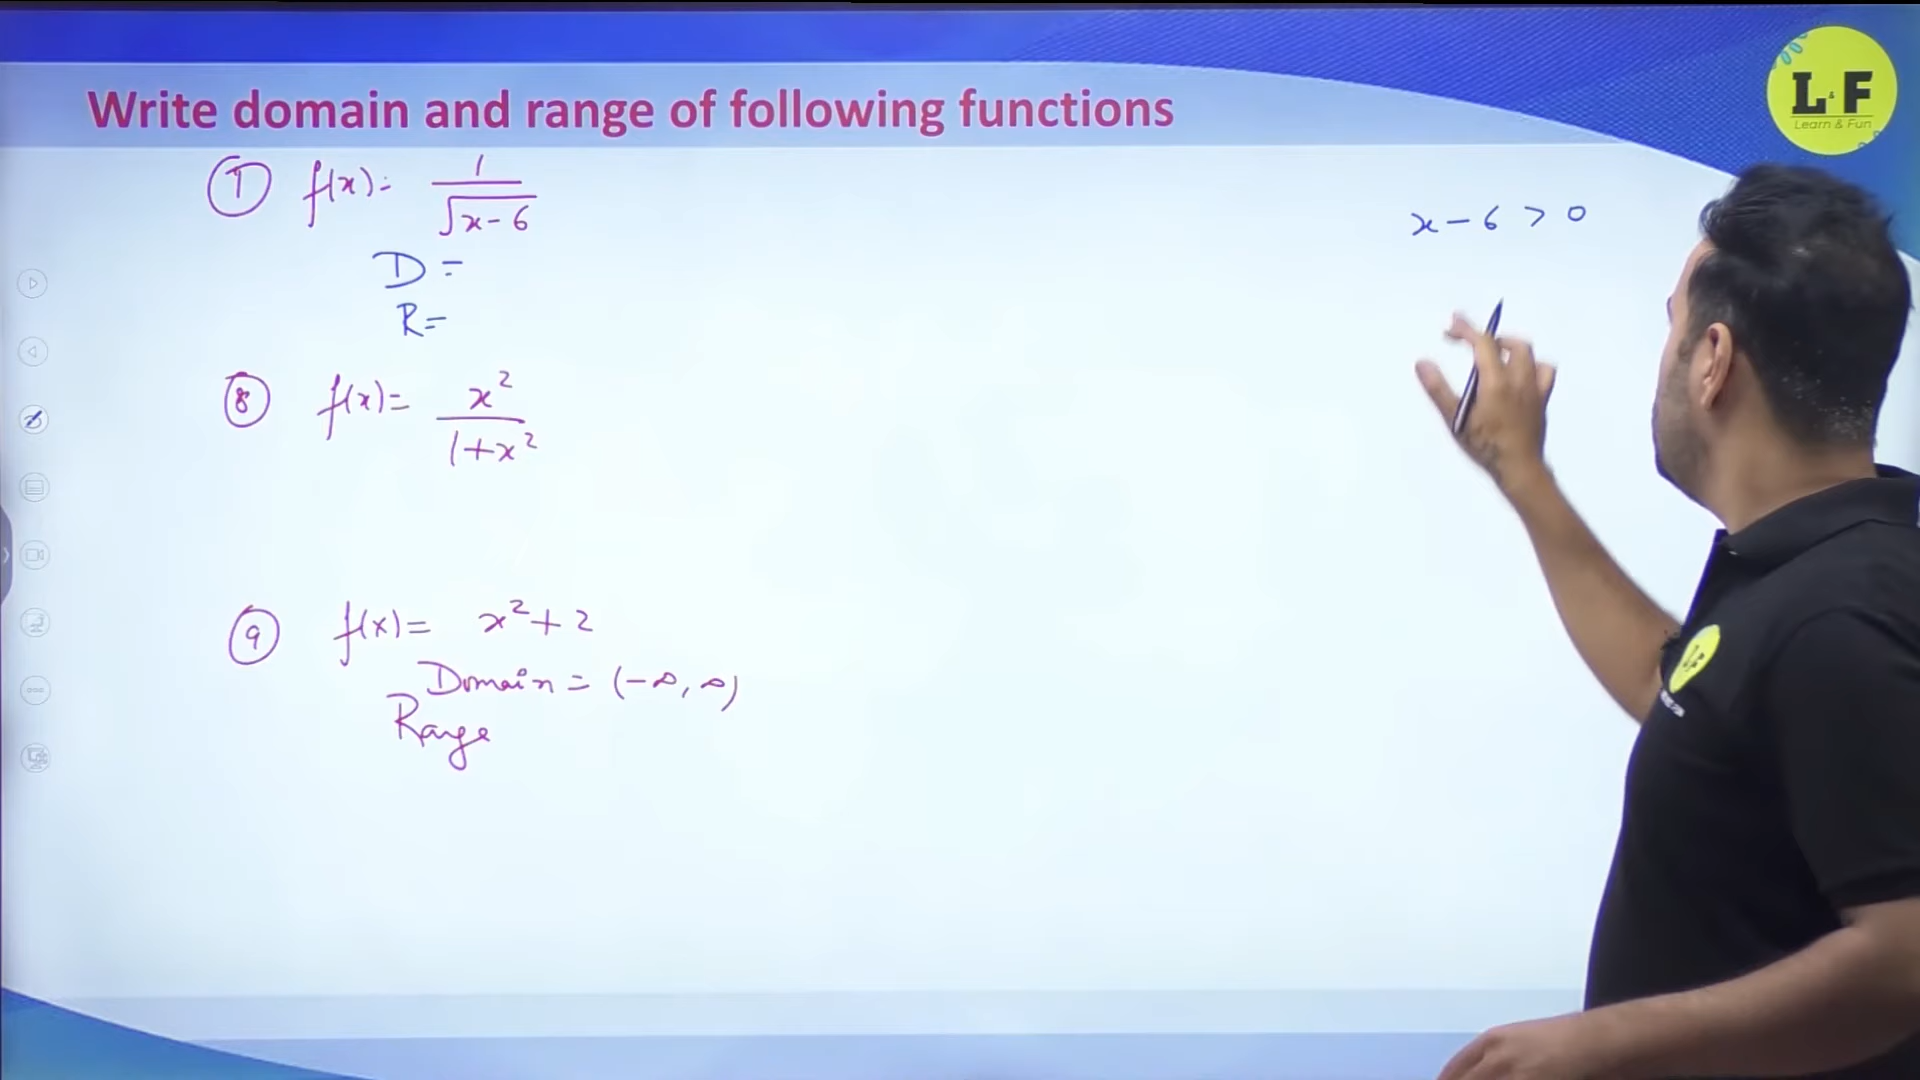 Write domain and range of following functions
L&F
Learn & Fun
⑦ f(x)= 1/√x-6
x-6 > 0
D =
R=
⑧ f(x)= x²/1+x²
⑨ f(x)= x²+2
Domain = (-∞, ∞)
Range